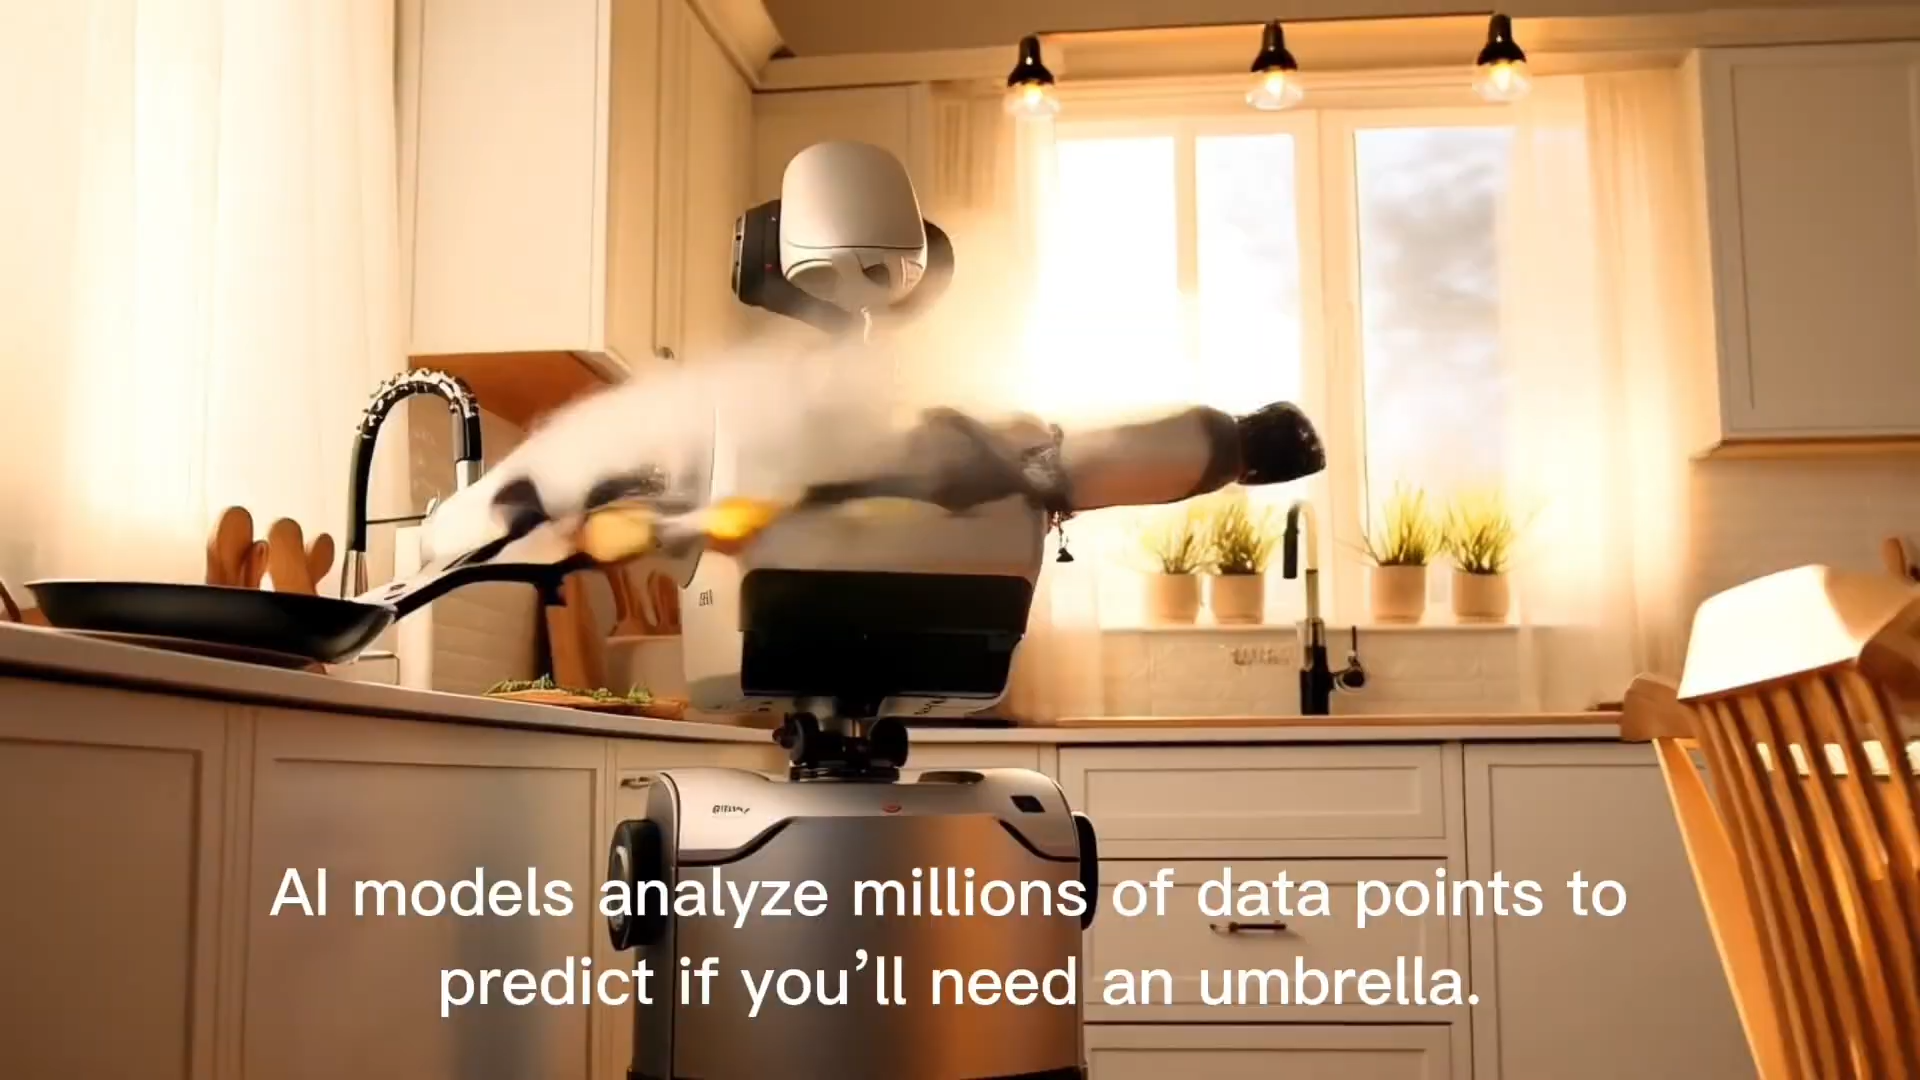 AI models analyze millions of data points to
predict if you’ll need an umbrella.